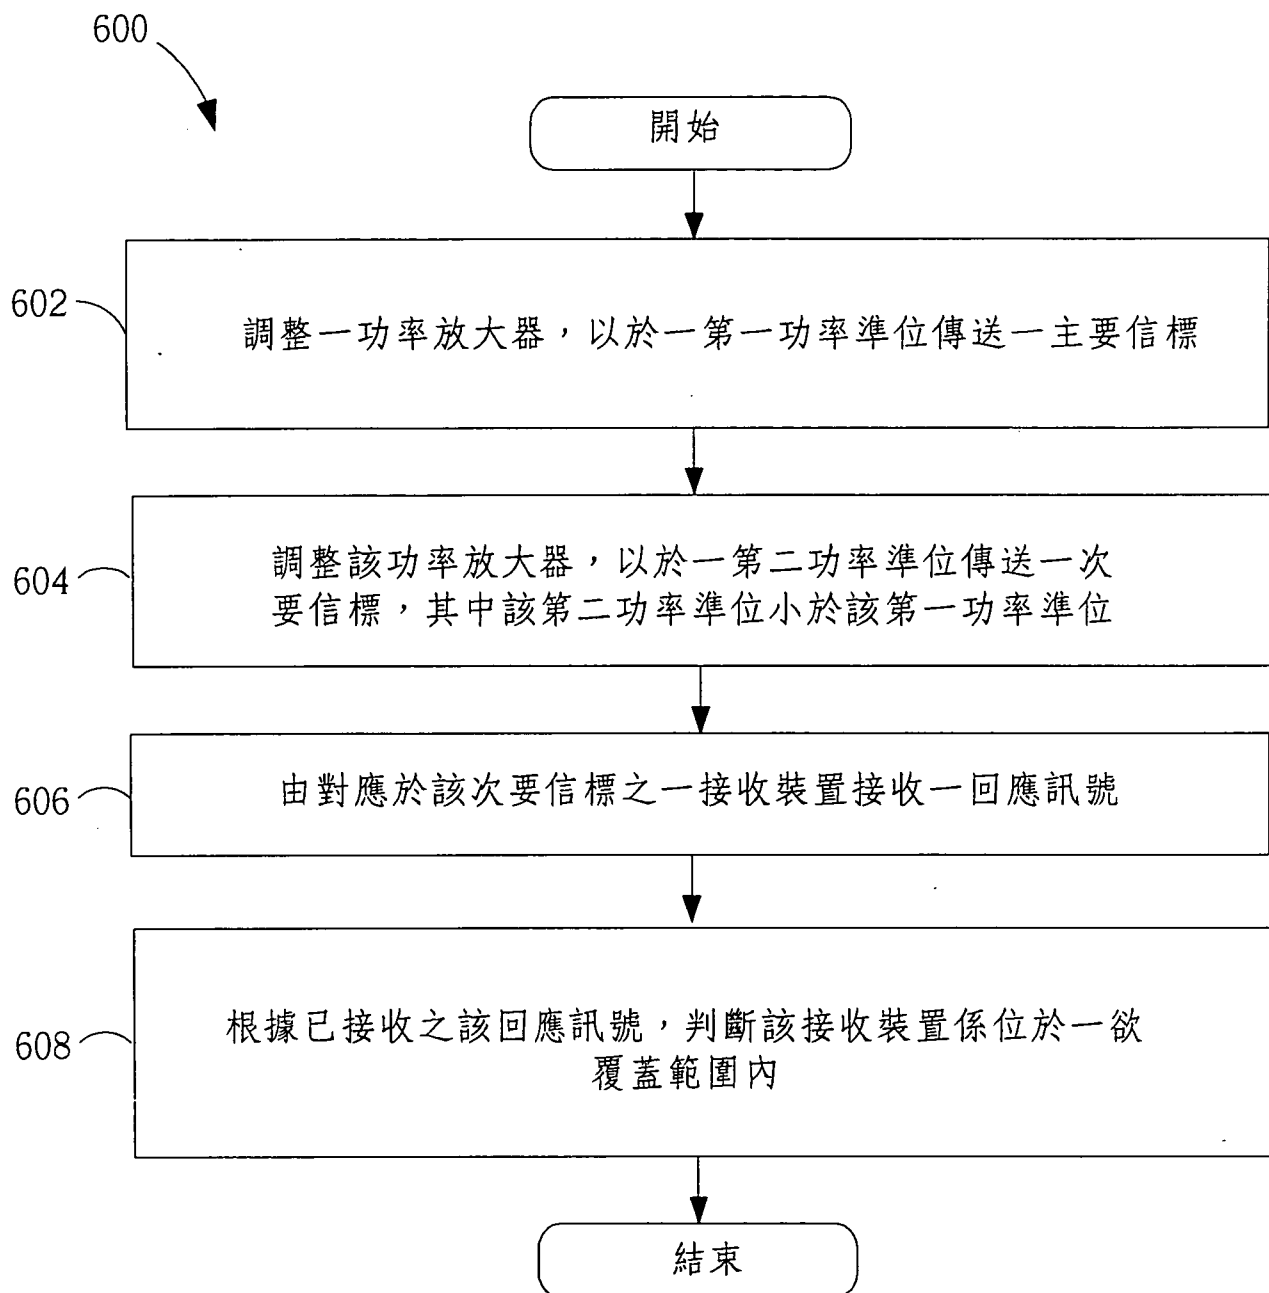 600
開始
602
調整一功率放大器，以於一第一功率準位傳送一主要信標
604
調整該功率放大器，以於一第二功率準位傳送一次
要信標，其中該第二功率準位小於該第一功率準位
606
由對應於該次要信標之一接收裝置接收一回應訊號
608
根據已接收之該回應訊號，判斷該接收裝置係位於一欲
覆蓋範圍內
結束